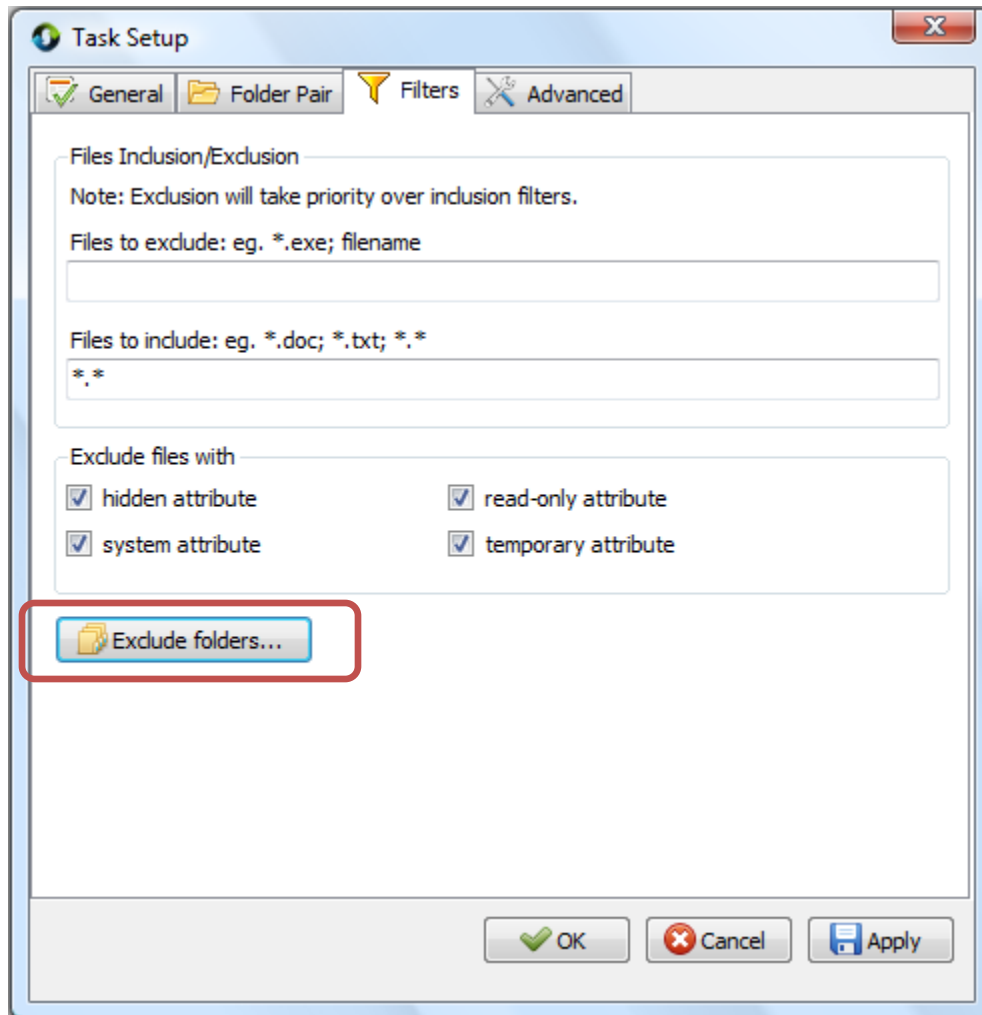 Task Setup
General Folder Pair Filters Advanced
Files Inclusion/Exclusion
Note: Exclusion will take priority over inclusion filters.
Files to exclude: eg. *.exe; filename
Files to include: eg. *.doc; *.txt; *.*
*.*
Exclude files with
hidden attribute read-only attribute
system attribute temporary attribute
Exclude folders...
OK Cancel Apply